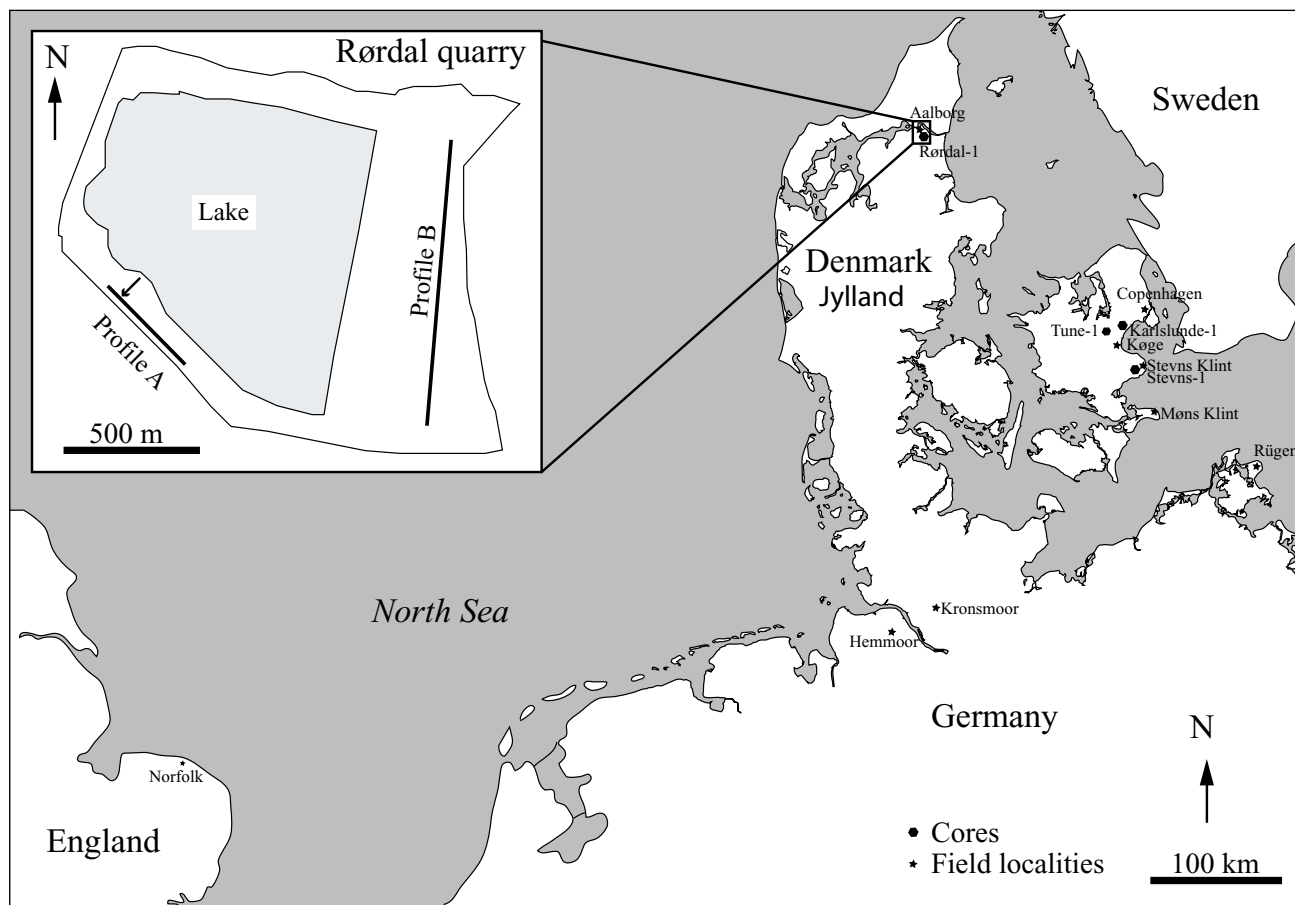 Rørdal quarry
N
Lake
Profile A
Profile B
500 m
Sweden
Aalborg
Rørdal-1
Denmark
Jylland
Copenhagen
Tune-1
Karlslunde-1
Køge
Stevns Klint
Stevns-1
Møns Klint
Rügen
North Sea
Kronsmoor
Hemmoor
Germany
N
Norfolk
England
Cores
Field localities
100 km